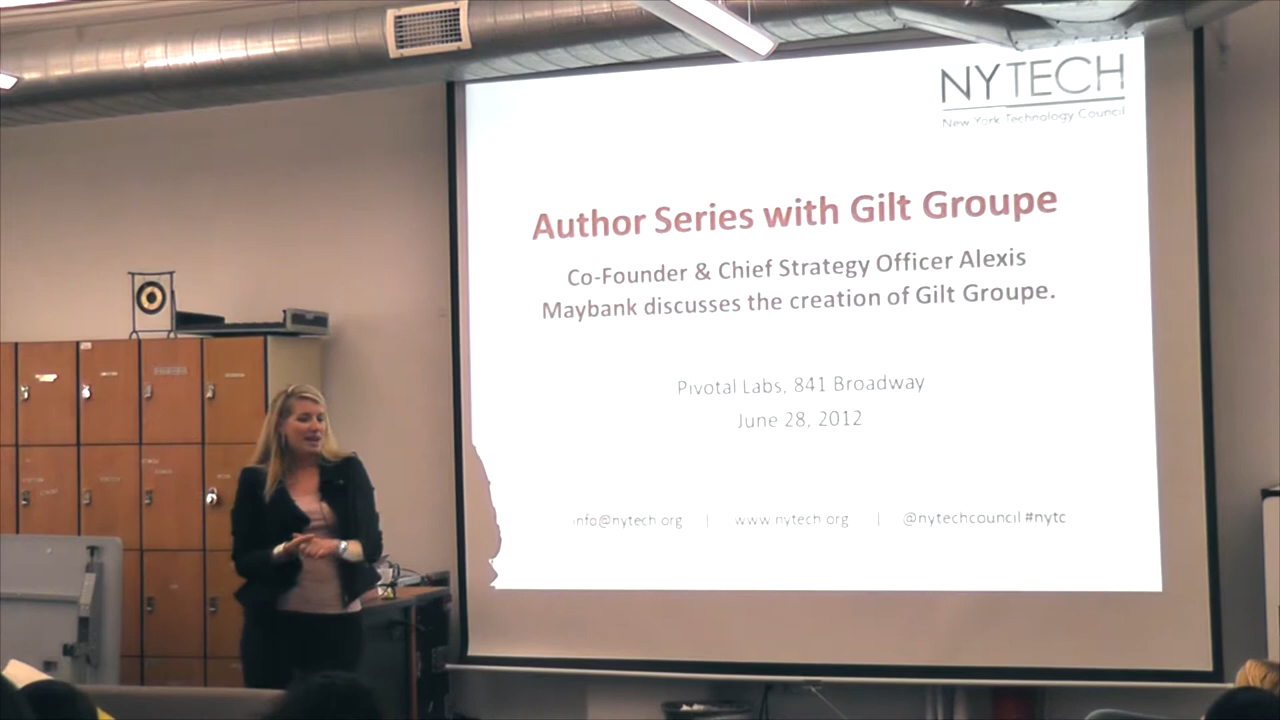 NYTECH
New York Technology Council
Author Series with Gilt Groupe
Co-Founder & Chief Strategy Officer Alexis
Maybank discusses the creation of Gilt Groupe.
Pivotal Labs, 841 Broadway
June 28, 2012
info@nytech.org | www.nytech.org | @nytechcouncil #nytc